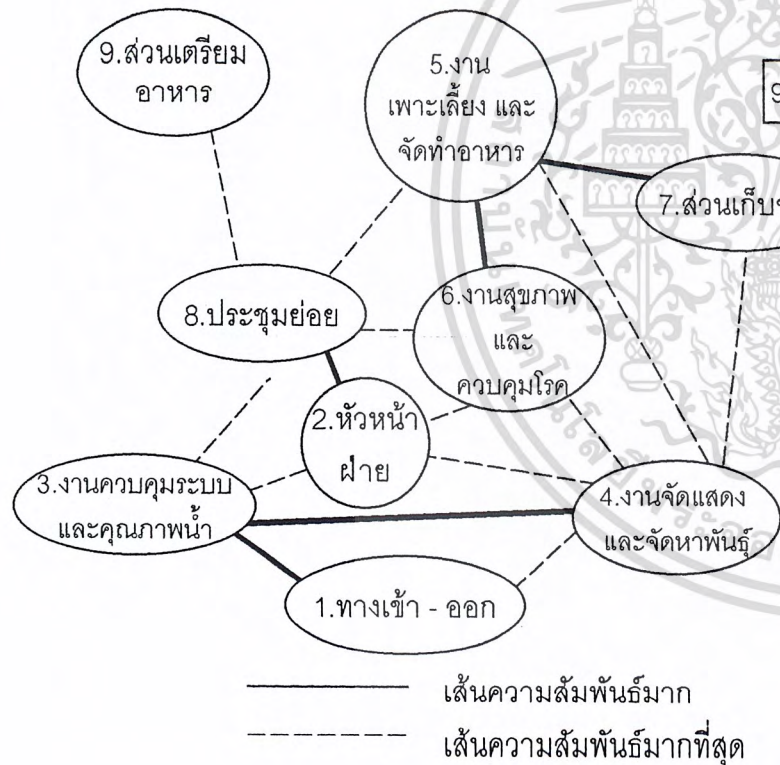 9.ส่วนเตรียม
อาหาร
5.งาน
เพาะเลี้ยง และ
จัดทำอาหาร
9
7.ส่วนเก็บ
8.ประชุมย่อย
6.งานสุขภาพ
และ
ควบคุมโรค
2.หัวหน้า
ฝ่าย
3.งานควบคุมระบบ
และคุณภาพน้ำ
4.งานจัดแสดง
และจัดหาพันธุ์
1.ทางเข้า - ออก
เส้นความสัมพันธ์มาก
เส้นความสัมพันธ์มากที่สุด